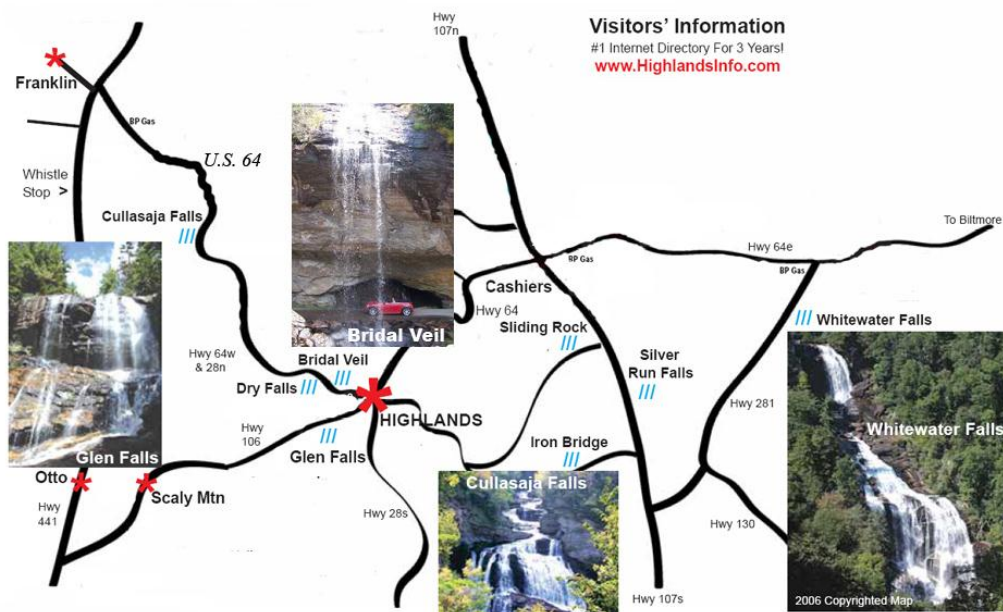 Hwy
107n
Visitors' Information
#1 Internet Directory For 3 Years!
www.HighlandsInfo.com
Franklin
BP Gas
U.S. 64
Whistle
Stop >
Cullasaja Falls
To Biltmore
Hwy 64e
BP Gas
BP Gas
Cashiers
Hwy 64
Sliding Rock
Whitewater Falls
Bridal Veil
Hwy 64w
& 28n
Bridal Veil
Dry Falls
Silver
Run Falls
HIGHLANDS
Hwy 281
Hwy
106
Glen Falls
Iron Bridge
Whitewater Falls
Glen Falls
Otto
Scaly Mtn
Cullasaja Falls
Hwy
441
Hwy 28s
Hwy 130
Hwy 107s
2006 Copyrighted Map